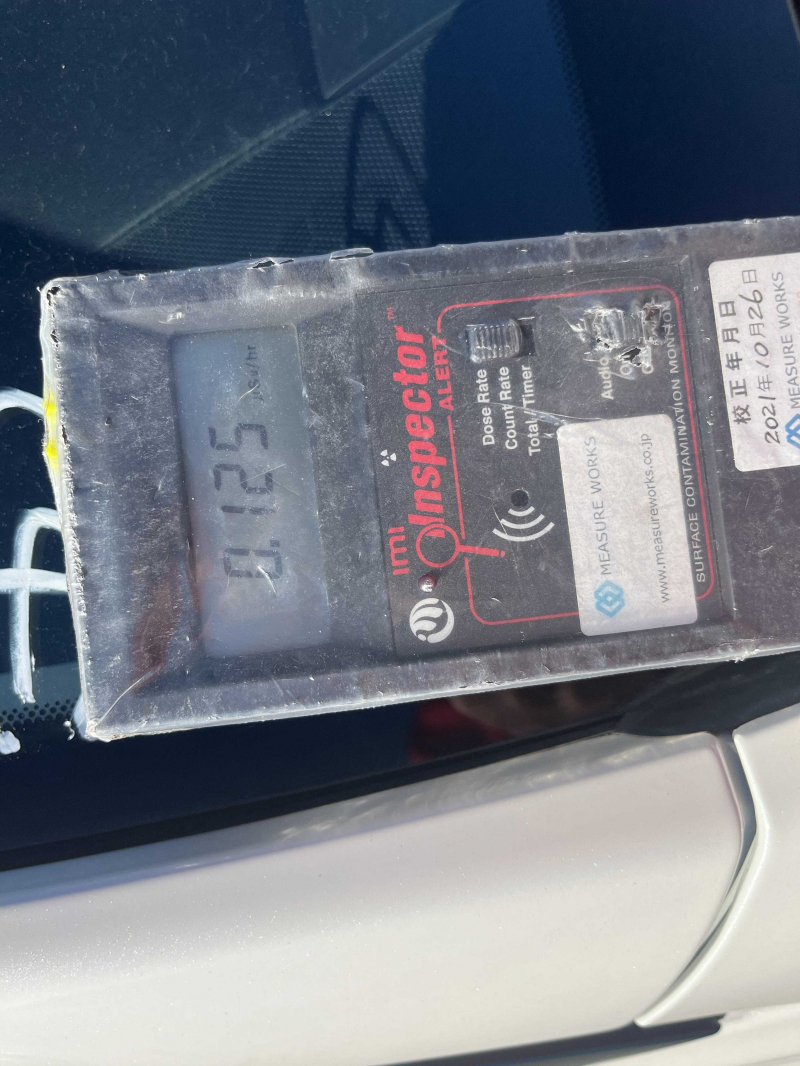 0.125
μSv/hr
imi
Inspector™
ALERT
Dose Rate
Count Rate
Total Timer
Audio
MEASURE WORKS
www.measureworks.co.jp
SURFACE CONTAMINATION MONITOR
校正年月日
2021年10月26日
MEASURE WORKS